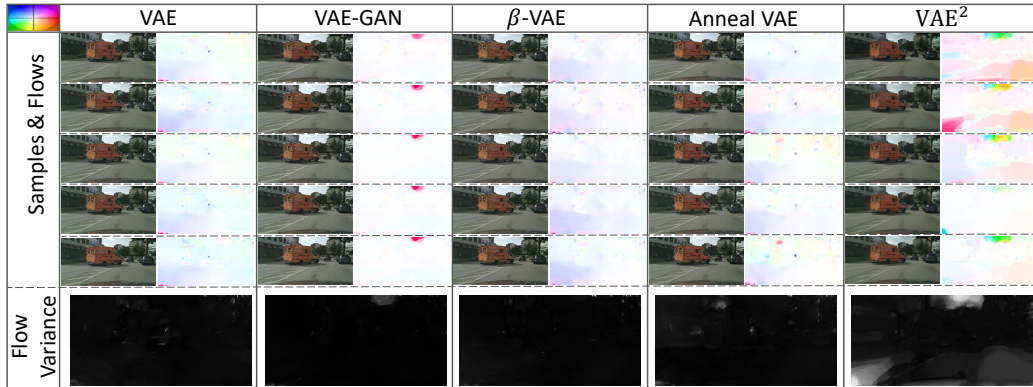 VAE
VAE-GAN
β-VAE
Anneal VAE
VAE²
Samples & Flows
Flow
Variance